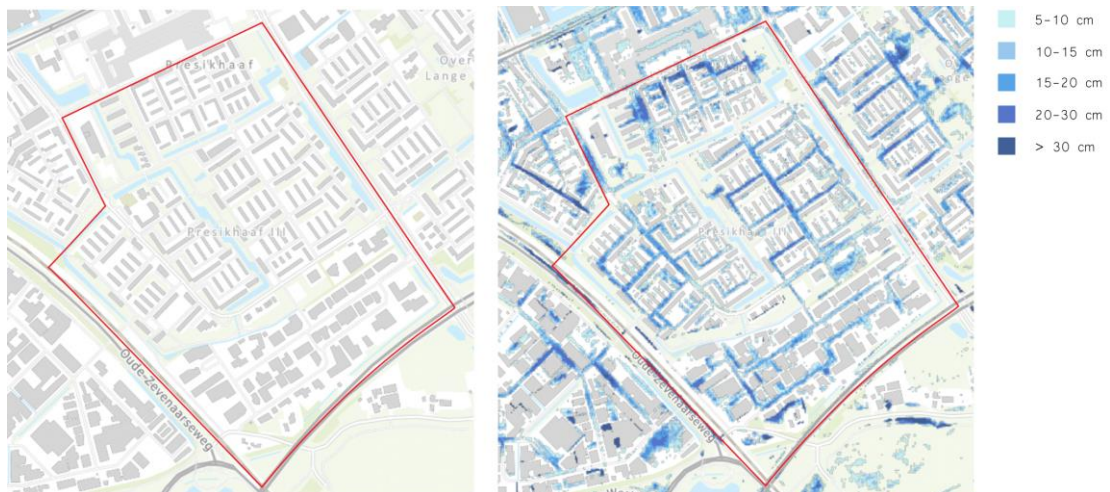 Presikhaaf
Over
Lange
Presikhaaf III
Oude-Zevenaarseweg
Presikhaaf III
Oude-Zevenaarseweg
5-10 cm
10-15 cm
15-20 cm
20-30 cm
> 30 cm